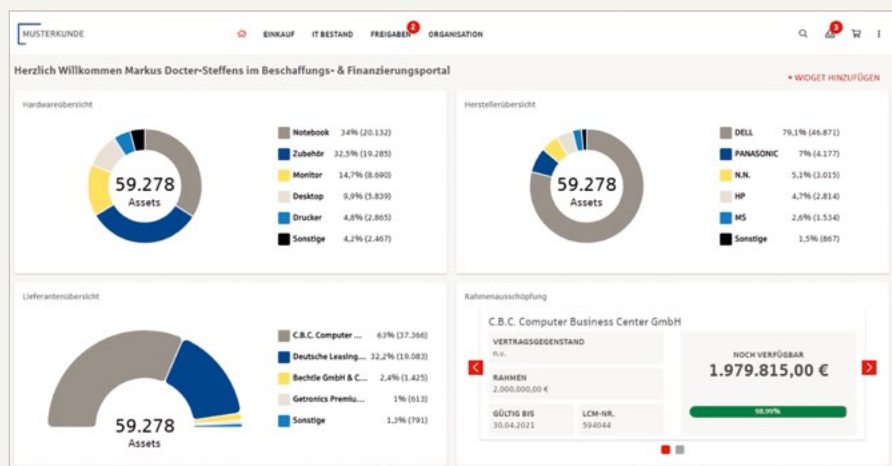 MUSTERKUNDE
EINKAUF IT BESTAND FREIGABEN 2 ORGANISATION
3
Herzlich Willkommen Markus Docter-Steffens im Beschaffungs- & Finanzierungsportal
+ WIDGET HINZUFÜGEN
Hardwareübersicht
59.278
Assets
Notebook 34% (20.132)
Zubehör 32,5% (19.285)
Monitor 14,7% (8.690)
Desktop 9,9% (5.839)
Drucker 4,8% (2.865)
Sonstige 4,2% (2.467)
Herstellerübersicht
59.278
Assets
DELL 79,1% (46.871)
PANASONIC 7% (4.177)
N.N. 5,1% (3.015)
HP 4,7% (2.814)
MS 2,6% (1.534)
Sonstige 1,5% (867)
Lieferantenübersicht
59.278
Assets
C.B.C. Computer ... 63% (37.366)
Deutsche Leasing... 32,2% (19.083)
Bechtle GmbH & C... 2,4% (1.425)
Getronics Premiu... 1% (613)
Sonstige 1,3% (791)
Rahmenausschöpfung
C.B.C. Computer Business Center GmbH
VERTRAGSGEGENSTAND
n.v.
RAHMEN
2.000.000,00 €
GÜLTIG BIS
30.04.2021
LCM-NR.
594044
NOCH VERFÜGBAR
1.979.815,00 €
98,99%